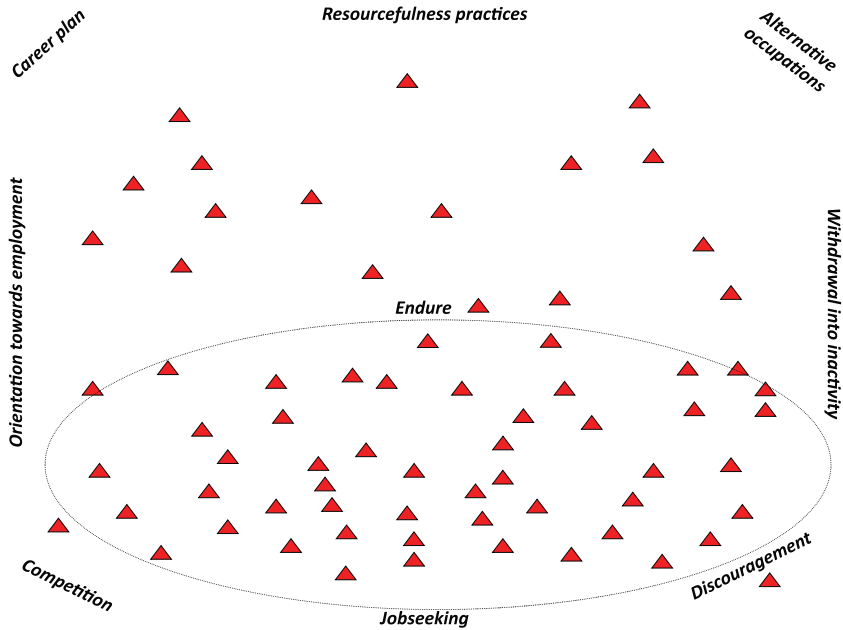 Career plan
Resourcefulness practices
Alternative
occupations
Orientation towards employment
Withdrawal into inactivity
Endure
Competition
Jobseeking
Discouragement